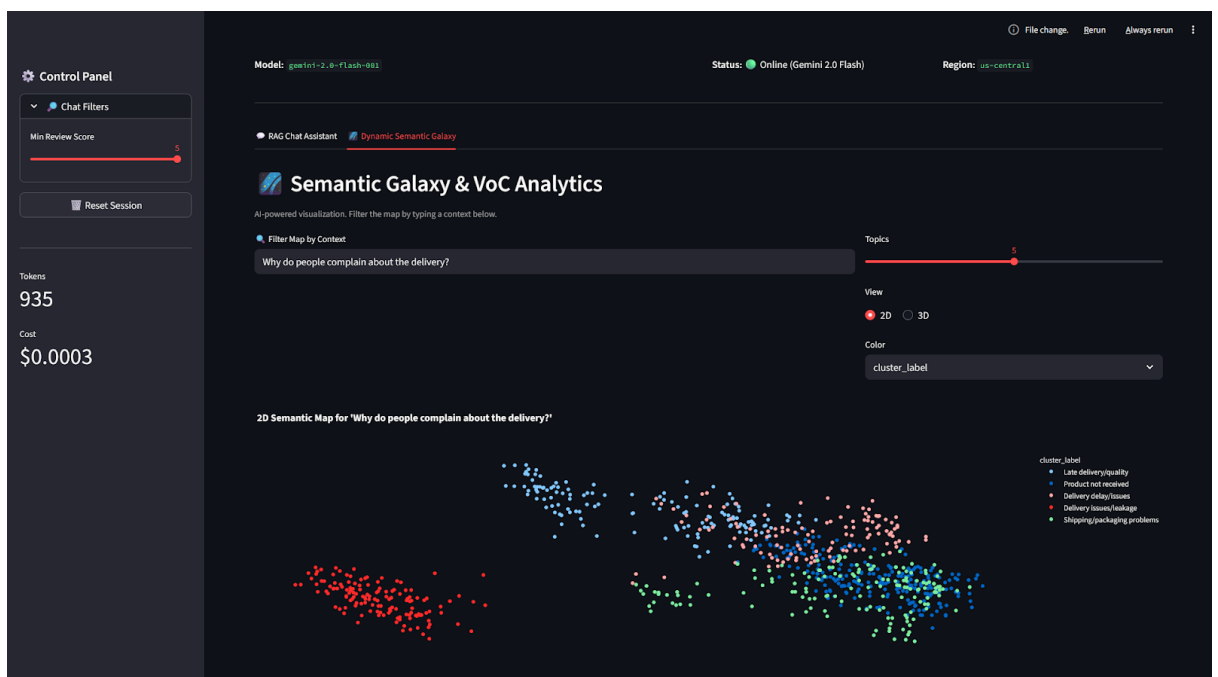 File change. Rerun Always rerun
Control Panel
Chat Filters
Min Review Score
5
Reset Session
Tokens
935
Cost
$0.0003
Model: gemini-2.0-flash-001 Status: Online (Gemini 2.0 Flash) Region: us-central1
RAG Chat Assistant Dynamic Semantic Galaxy
Semantic Galaxy & VoC Analytics
AI-powered visualization. Filter the map by typing a context below.
Filter Map by Context
Why do people complain about the delivery?
Topics
5
View
2D 3D
Color
cluster_label
2D Semantic Map for 'Why do people complain about the delivery?'
cluster_label
Late delivery/quality
Product not received
Delivery delay/issues
Delivery issues/leakage
Shipping/packaging problems